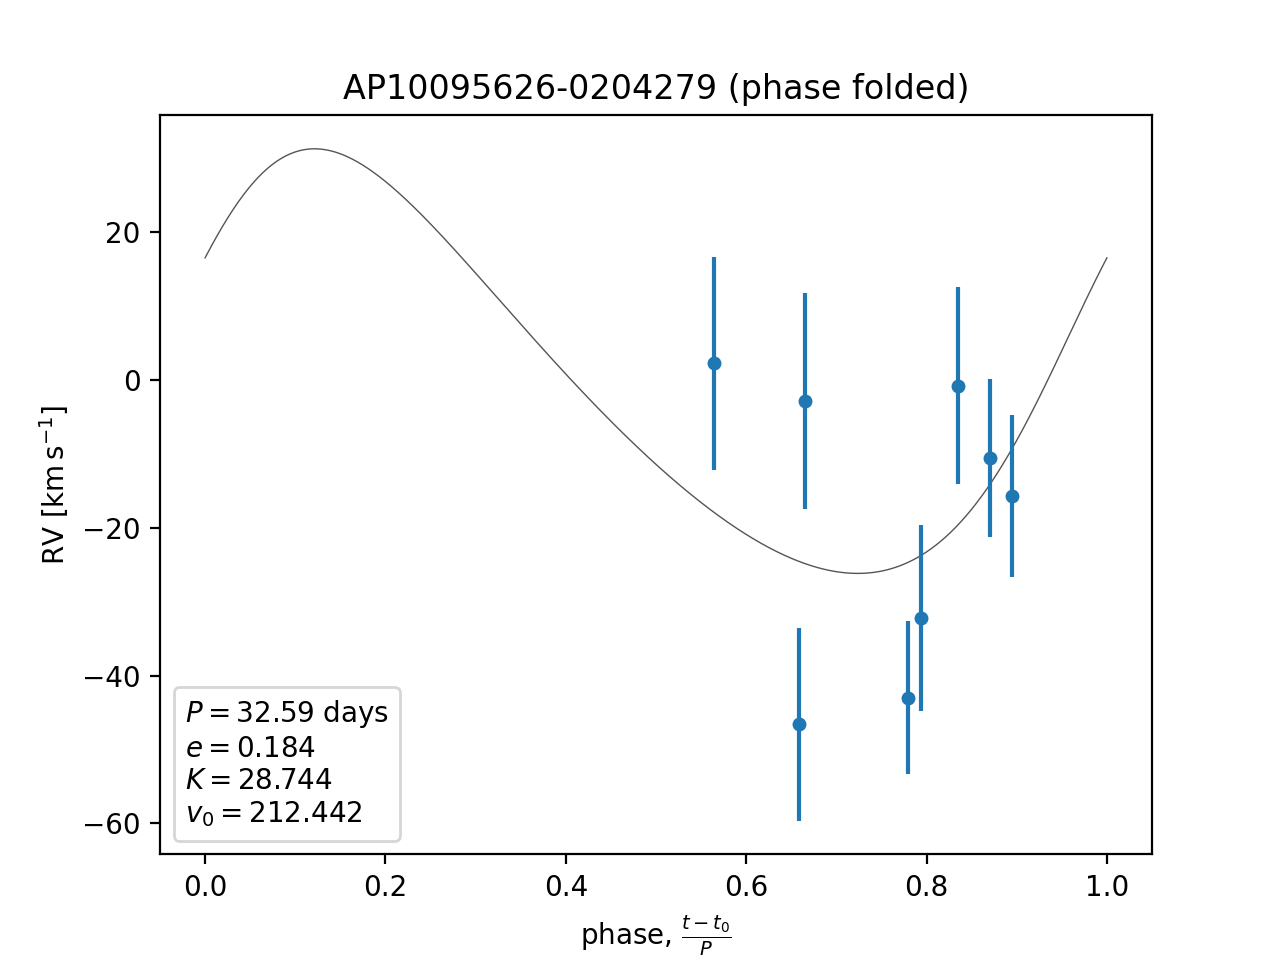 AP10095626-0204279 (phase folded)
20
0
−20
−40
−60
RV [km s⁻¹]
P = 32.59 days
e = 0.184
K = 28.744
v₀ = 212.442
0.0 0.2 0.4 0.6 0.8 1.0
phase, (t − t₀)/P